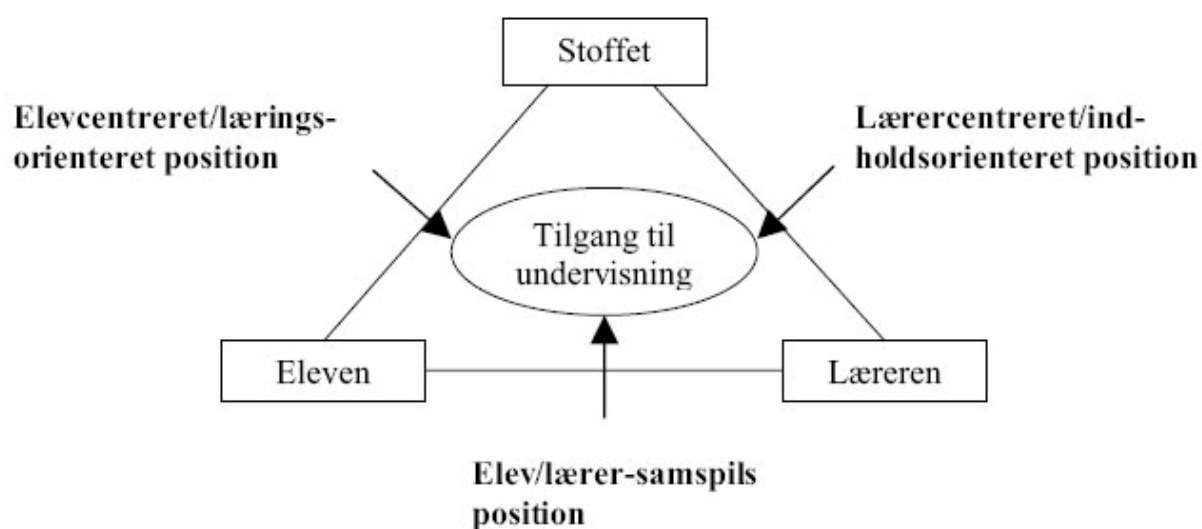 Stoffet
Elevcentreret/lærings-
orienteret position
Lærercentreret/ind-
holdsorienteret position
Tilgang til
undervisning
Eleven
Læreren
Elev/lærer-samspils
position